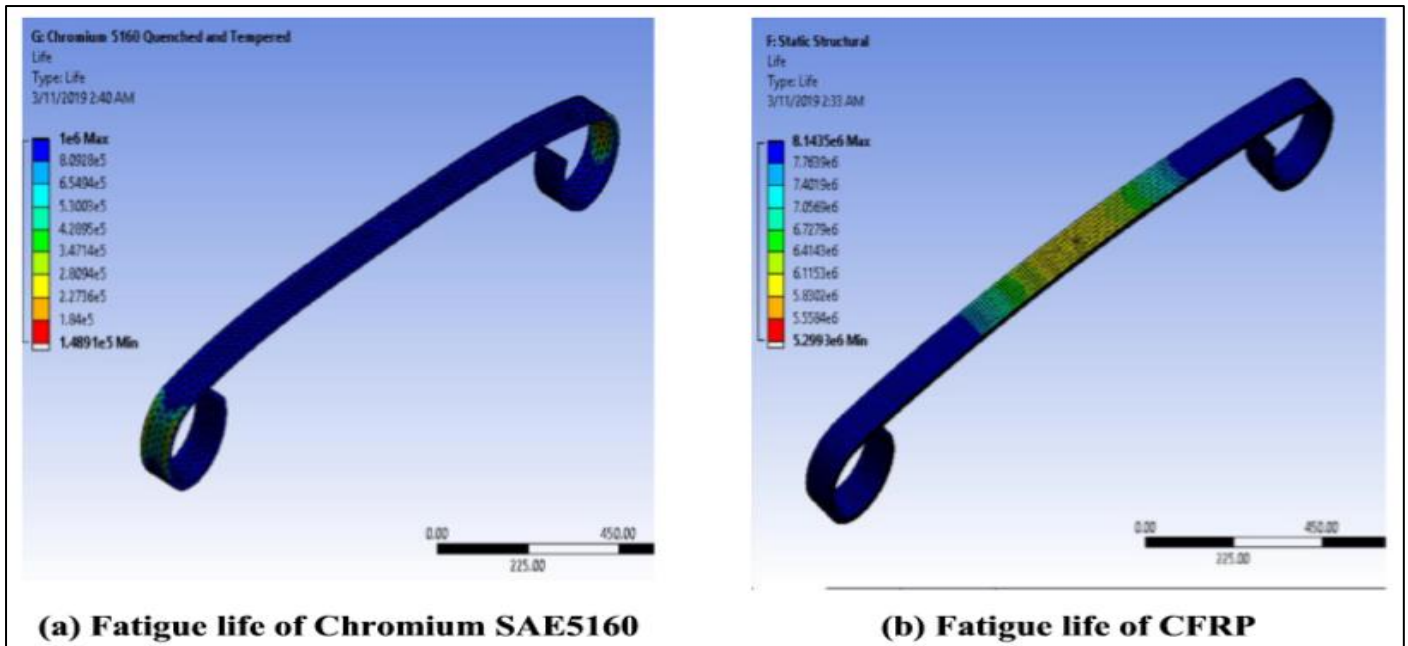 G: Chromium 5160 Quenched and Tempered
Life
Type: Life
3/11/2019 2:40 AM
1e6 Max
8.0928e5
6.5494e5
5.3003e5
4.2895e5
3.4714e5
2.8094e5
2.2736e5
1.84e5
1.4891e5 Min
0.00
450.00
225.00
F: Static Structural
Life
Type: Life
3/11/2019 2:33 AM
8.1435e6 Max
7.7639e6
7.4019e6
7.0569e6
6.7279e6
6.4143e6
6.1153e6
5.8302e6
5.5584e6
5.2993e6 Min
0.00
450.00
225.00
(a) Fatigue life of Chromium SAE5160
(b) Fatigue life of CFRP